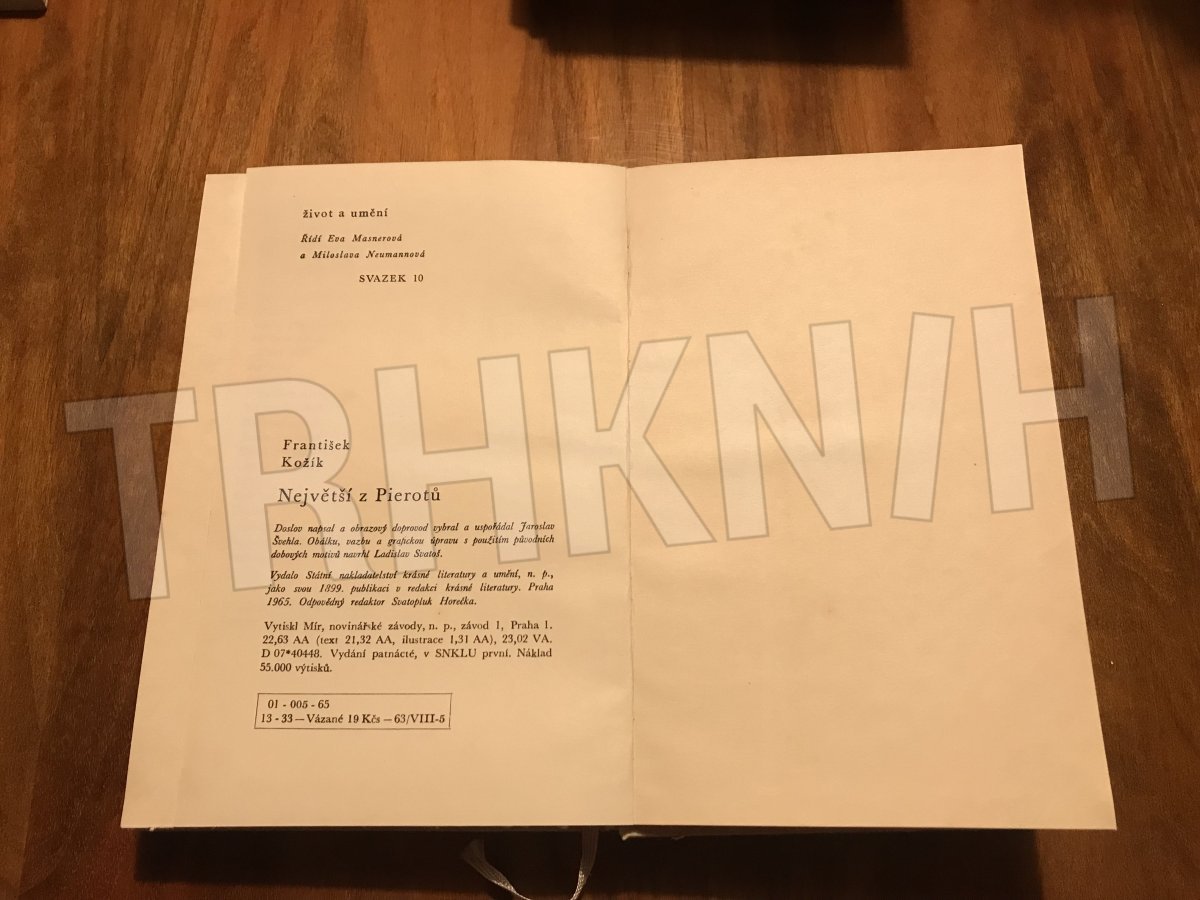 život a umění
Řídí Eva Masnerová
a Miloslava Neumannová
SVAZEK 10
František
Kožík
Největší z Pierotů
Doslov napsal a obrazový doprovod vybral a uspořádal Jaroslav
Švehla. Obálku, vazbu a grafickou úpravu s použitím původních
dobových motivů navrhl Ladislav Svatoš.
Vydalo Státní nakladatelství krásné literatury a umění, n. p.,
jako svou 1899. publikaci v redakci krásné literatury. Praha
1965. Odpovědný redaktor Svatopluk Horečka.
Vytiskl Mír, novinářské závody, n. p., závod 1, Praha 1.
22,63 AA (text 21,32 AA, ilustrace 1,31 AA), 23,02 VA.
D 07*40448. Vydání patnácté, v SNKLU první. Náklad
55.000 výtisků.
01 - 005 - 65
13 - 33 — Vázané 19 Kčs — 63/VIII-5
TRHKNIH